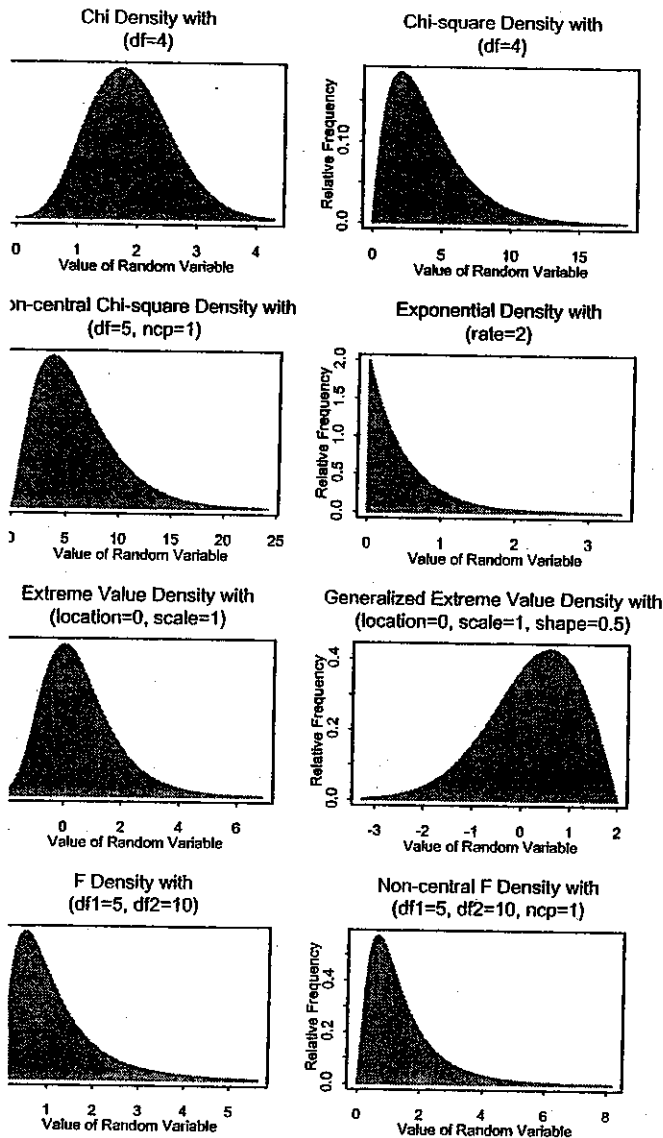 Chi Density with
(df=4)
0 1 2 3 4
Value of Random Variable
Chi-square Density with
(df=4)
Relative Frequency
0.0 0.10
0 5 10 15
Value of Random Variable
on-central Chi-square Density with
(df=5, ncp=1)
0 5 10 15 20 25
Value of Random Variable
Exponential Density with
(rate=2)
Relative Frequency
0.0 0.5 1.0 1.5 2.0
0 1 2 3
Value of Random Variable
Extreme Value Density with
(location=0, scale=1)
0 2 4 6
Value of Random Variable
Generalized Extreme Value Density with
(location=0, scale=1, shape=0.5)
Relative Frequency
0.0 0.2 0.4
-3 -2 -1 0 1 2
Value of Random Variable
F Density with
(df1=5, df2=10)
1 2 3 4 5
Value of Random Variable
Non-central F Density with
(df1=5, df2=10, ncp=1)
Relative Frequency
0.0 0.2 0.4
0 2 4 6 8
Value of Random Variable